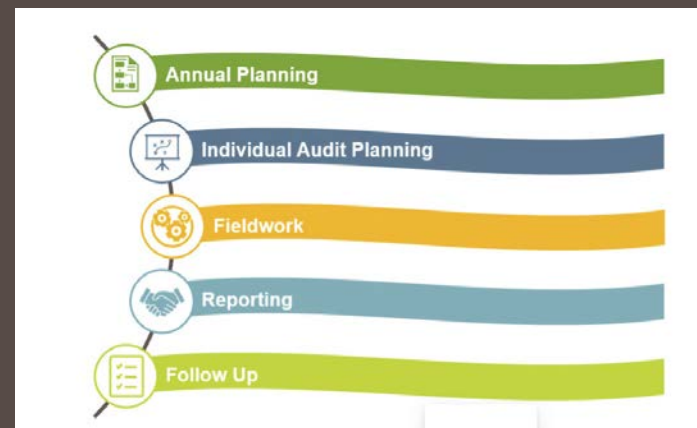 Annual Planning
Individual Audit Planning
Fieldwork
Reporting
Follow Up